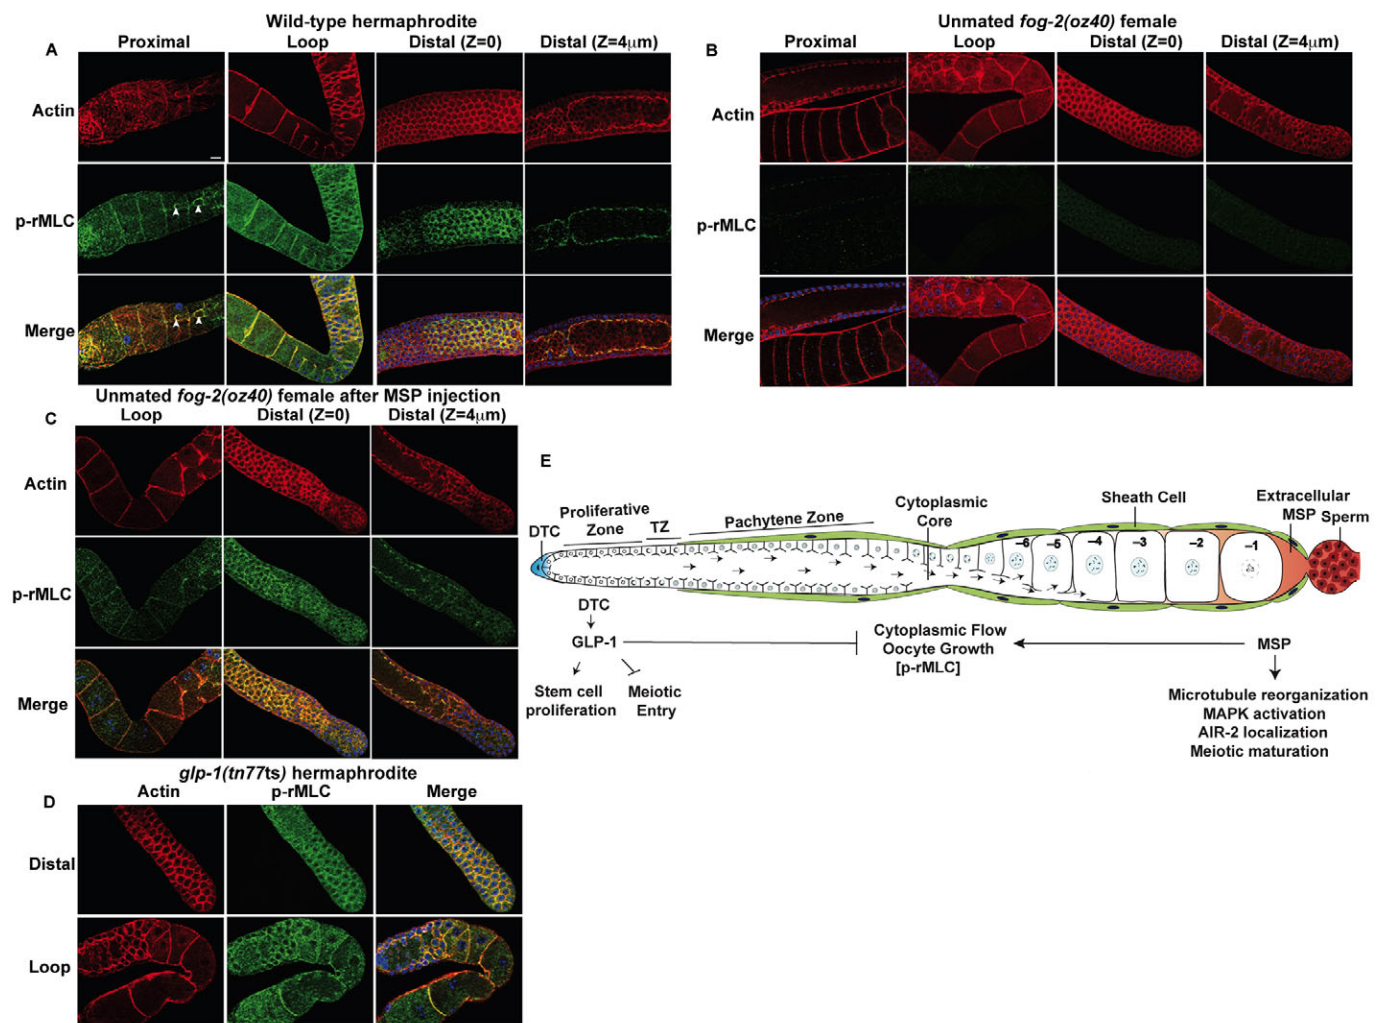 Wild-type hermaphrodite
A
Proximal
Loop
Distal (Z=0)
Distal (Z=4μm)
Actin
p-rMLC
Merge
Unmated fog-2(oz40) female
B
Proximal
Loop
Distal (Z=0)
Distal (Z=4μm)
Actin
p-rMLC
Merge
Unmated fog-2(oz40) female after MSP injection
C
Loop
Distal (Z=0)
Distal (Z=4μm)
Actin
p-rMLC
Merge
glp-1(tn77ts) hermaphrodite
D
Actin
p-rMLC
Merge
Distal
Loop
E
DTC
Proliferative
Zone
TZ
Pachytene Zone
Cytoplasmic
Core
Sheath Cell
Extracellular
MSP
Sperm
–6
–5
–4
–3
–2
–1
DTC
GLP-1
Stem cell
proliferation
Meiotic
Entry
Cytoplasmic Flow
Oocyte Growth
[p-rMLC]
MSP
Microtubule reorganization
MAPK activation
AIR-2 localization
Meiotic maturation